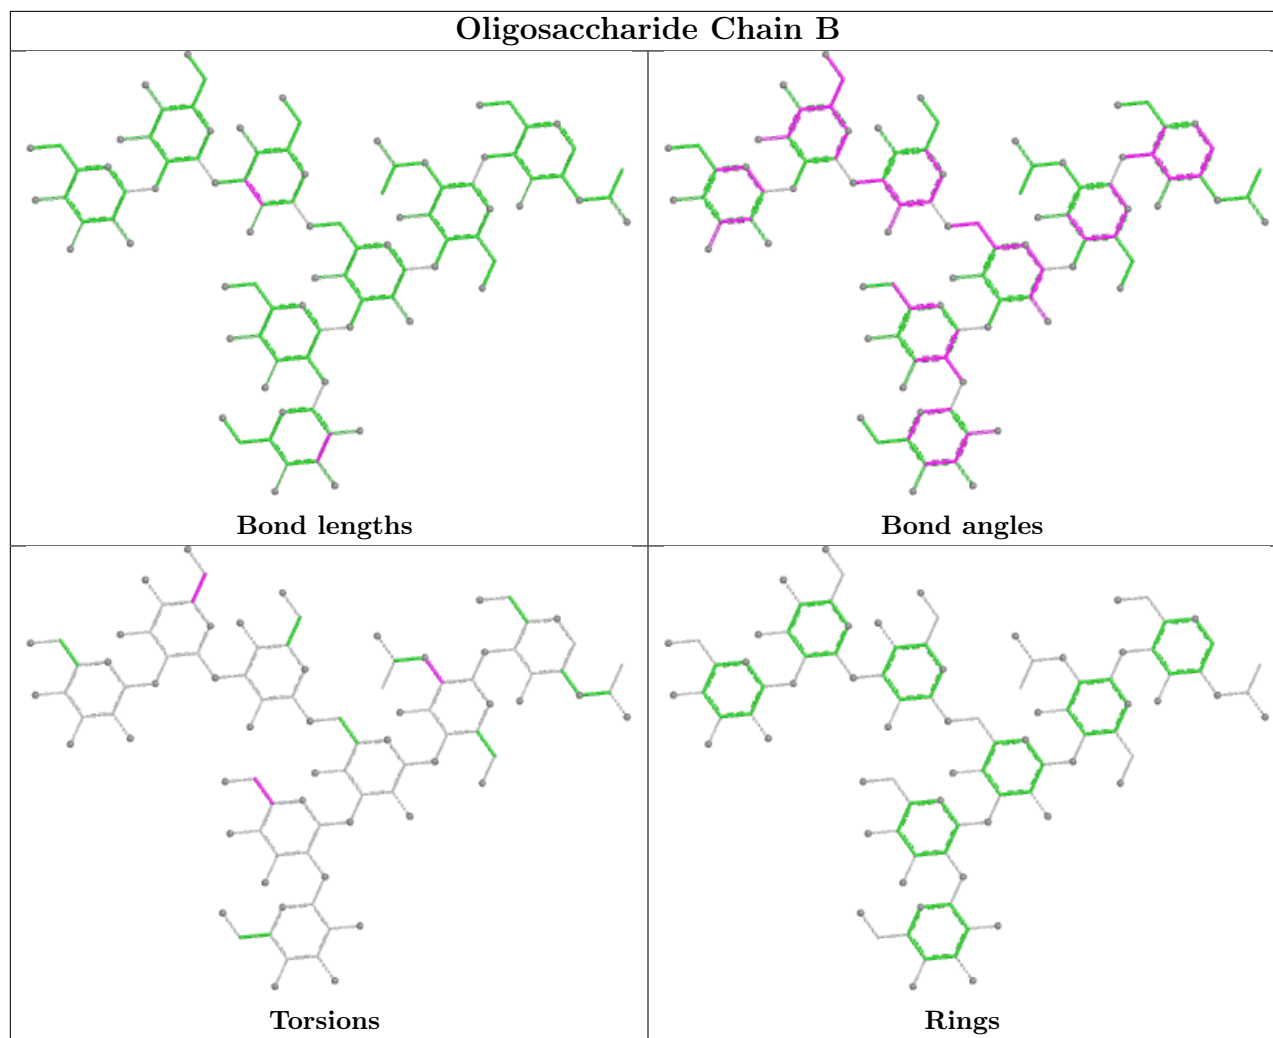 Oligosaccharide Chain B
Bond lengths
Bond angles
Torsions
Rings